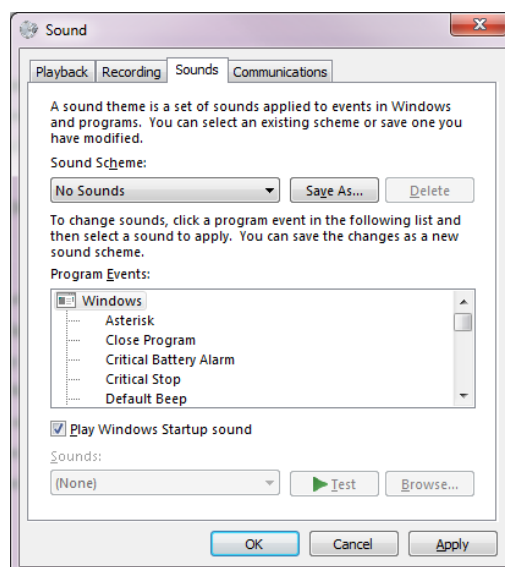 Sound
Playback Recording Sounds Communications
A sound theme is a set of sounds applied to events in Windows
and programs. You can select an existing scheme or save one you
have modified.
Sound Scheme:
No Sounds Save As... Delete
To change sounds, click a program event in the following list and
then select a sound to apply. You can save the changes as a new
sound scheme.
Program Events:
Windows
Asterisk
Close Program
Critical Battery Alarm
Critical Stop
Default Beep
Play Windows Startup sound
Sounds:
(None) Test Browse...
OK Cancel Apply